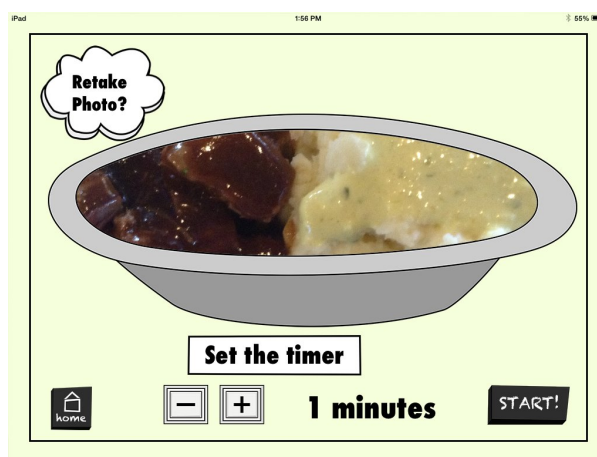 iPad
1:56 PM
55%
Retake
Photo?
Set the timer
home
- +
1 minutes
START!